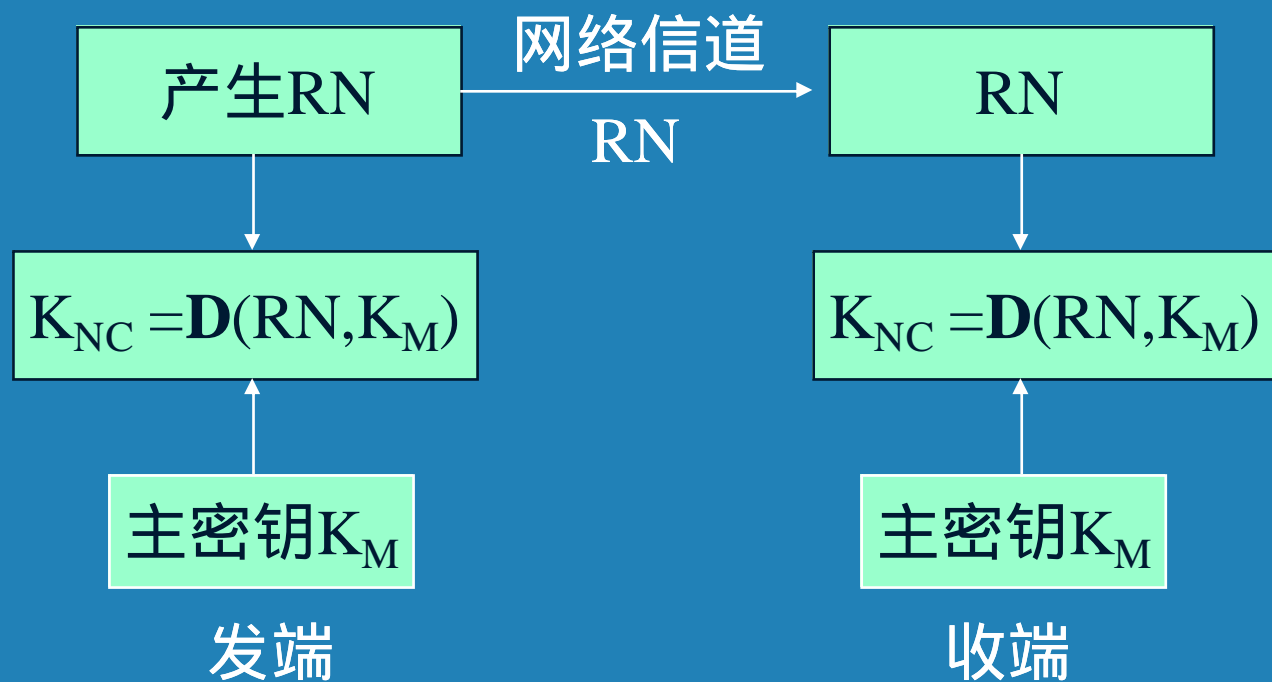 网络信道
产生RN
RN
RN
K_NC =D(RN,K_M)
K_NC =D(RN,K_M)
主密钥K_M
主密钥K_M
发端
收端